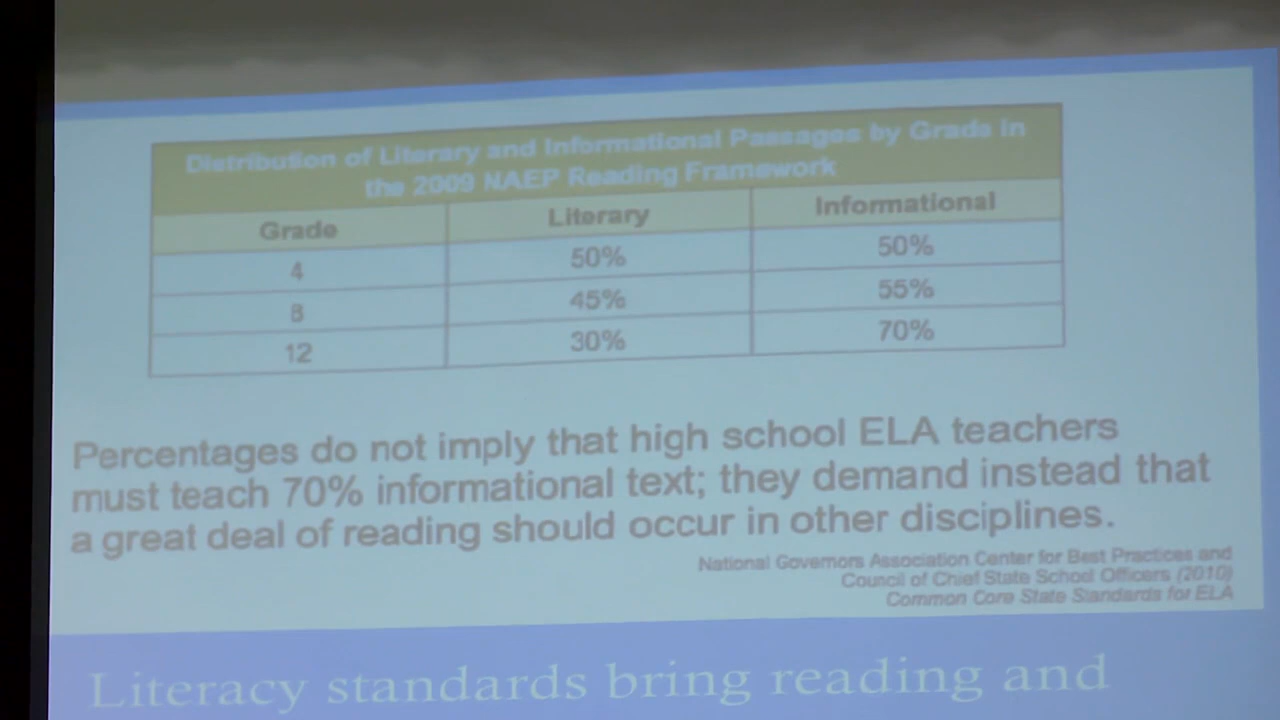 Distribution of Literary and Informational Passages by Grade in
the 2009 NAEP Reading Framework
Grade Literary Informational
4 50% 50%
8 45% 55%
12 30% 70%
Percentages do not imply that high school ELA teachers
must teach 70% informational text; they demand instead that
a great deal of reading should occur in other disciplines.
National Governors Association Center for Best Practices and
Council of Chief State School Officers (2010)
Common Core State Standards for ELA
Literacy standards bring reading and